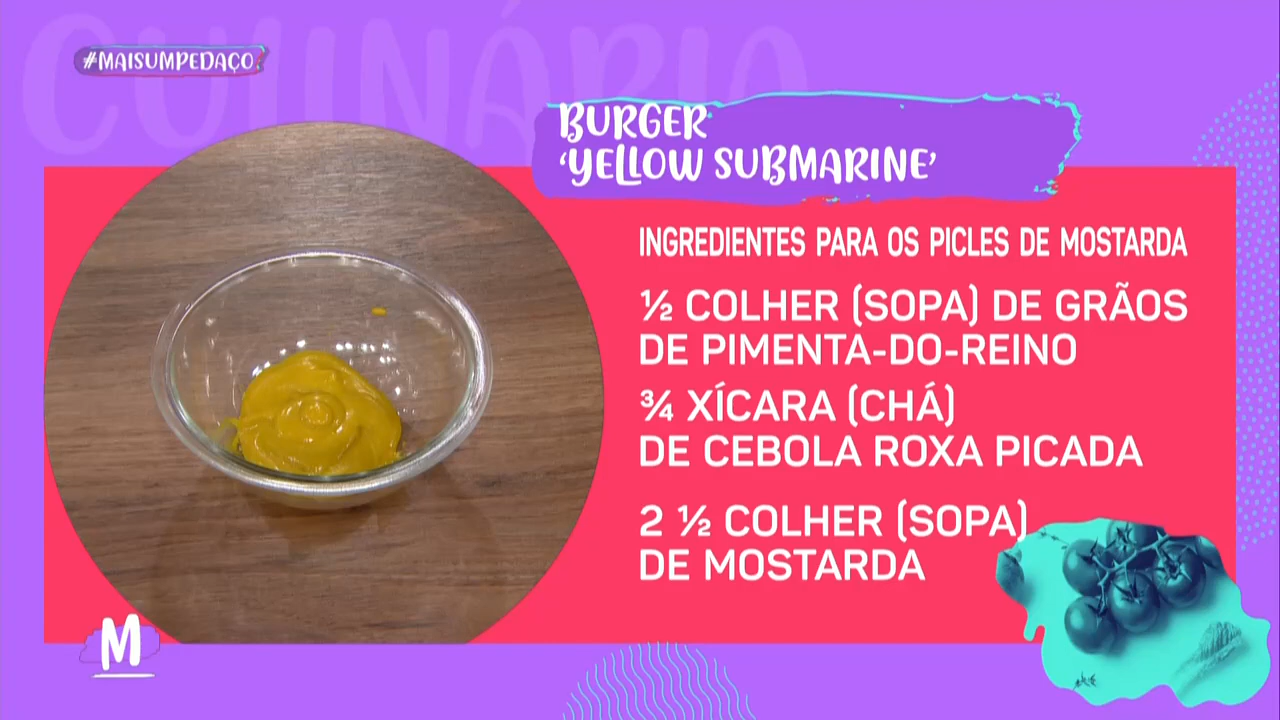 CULINÁRIA
#MAISUMPEDAÇO
BURGER
‘YELLOW SUBMARINE’
INGREDIENTES PARA OS PICLES DE MOSTARDA
½ COLHER (SOPA) DE GRÃOS
DE PIMENTA-DO-REINO
¾ XÍCARA (CHÁ)
DE CEBOLA ROXA PICADA
2 ½ COLHER (SOPA)
DE MOSTARDA
M